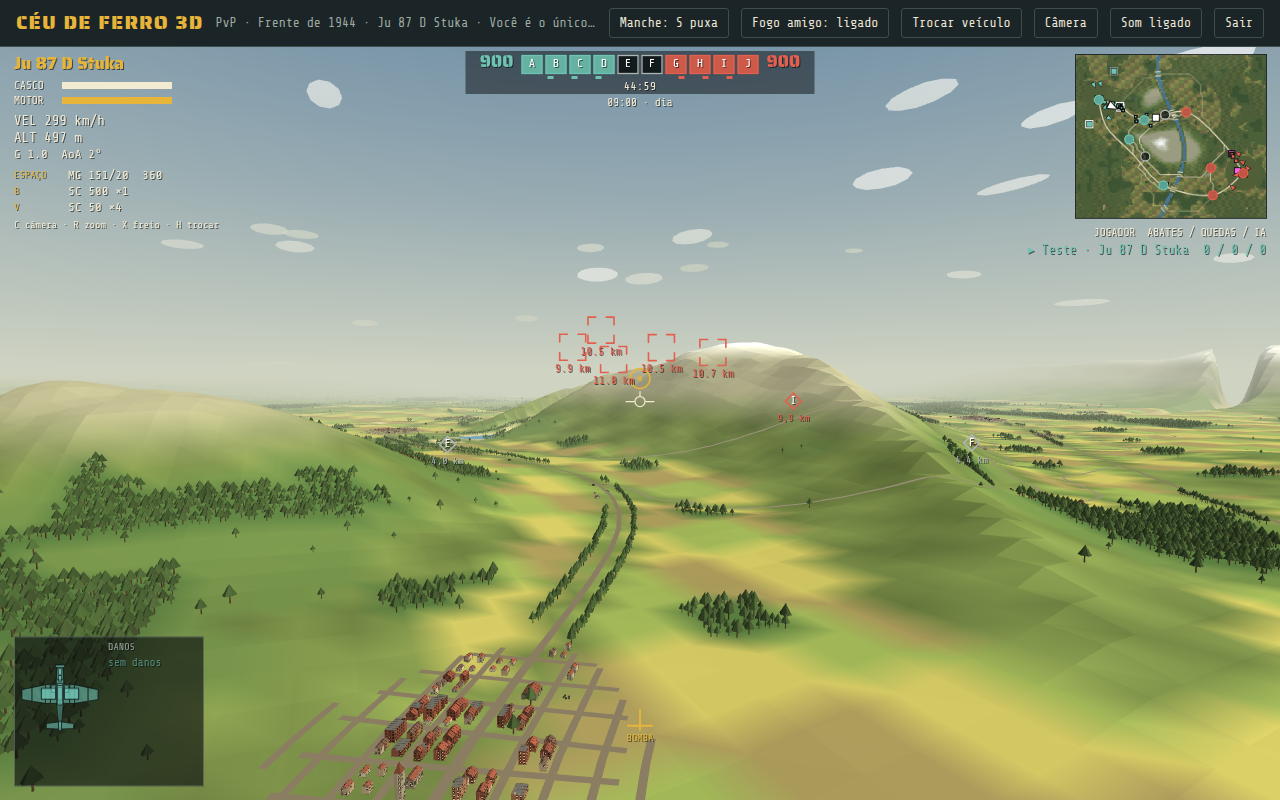 CÉU DE FERRO 3D
PvP · Frente de 1944 · Ju 87 D Stuka · Você é o único…
Manche: S puxa
Fogo amigo: ligado
Trocar veículo
Câmera
Som ligado
Sair
Ju 87 D Stuka
CASCO
MOTOR
VEL 299 km/h
ALT 497 m
G 1.0 AoA 2°
ESPAÇO MG 151/20 360
B SC 500 ×1
V SC 50 ×4
C câmera · R zoom · X freio · H trocar
900 A B C D E F G H I J 900
44:59
09:00 · dia
JOGADOR ABATES / QUEDAS / IA
▶ Teste · Ju 87 D Stuka 0 / 0 / 0
10.5 km
9.9 km
11.0 km
10.5 km
10.7 km
I
9.3 km
E
F
BOMBA
DANOS
sem danos